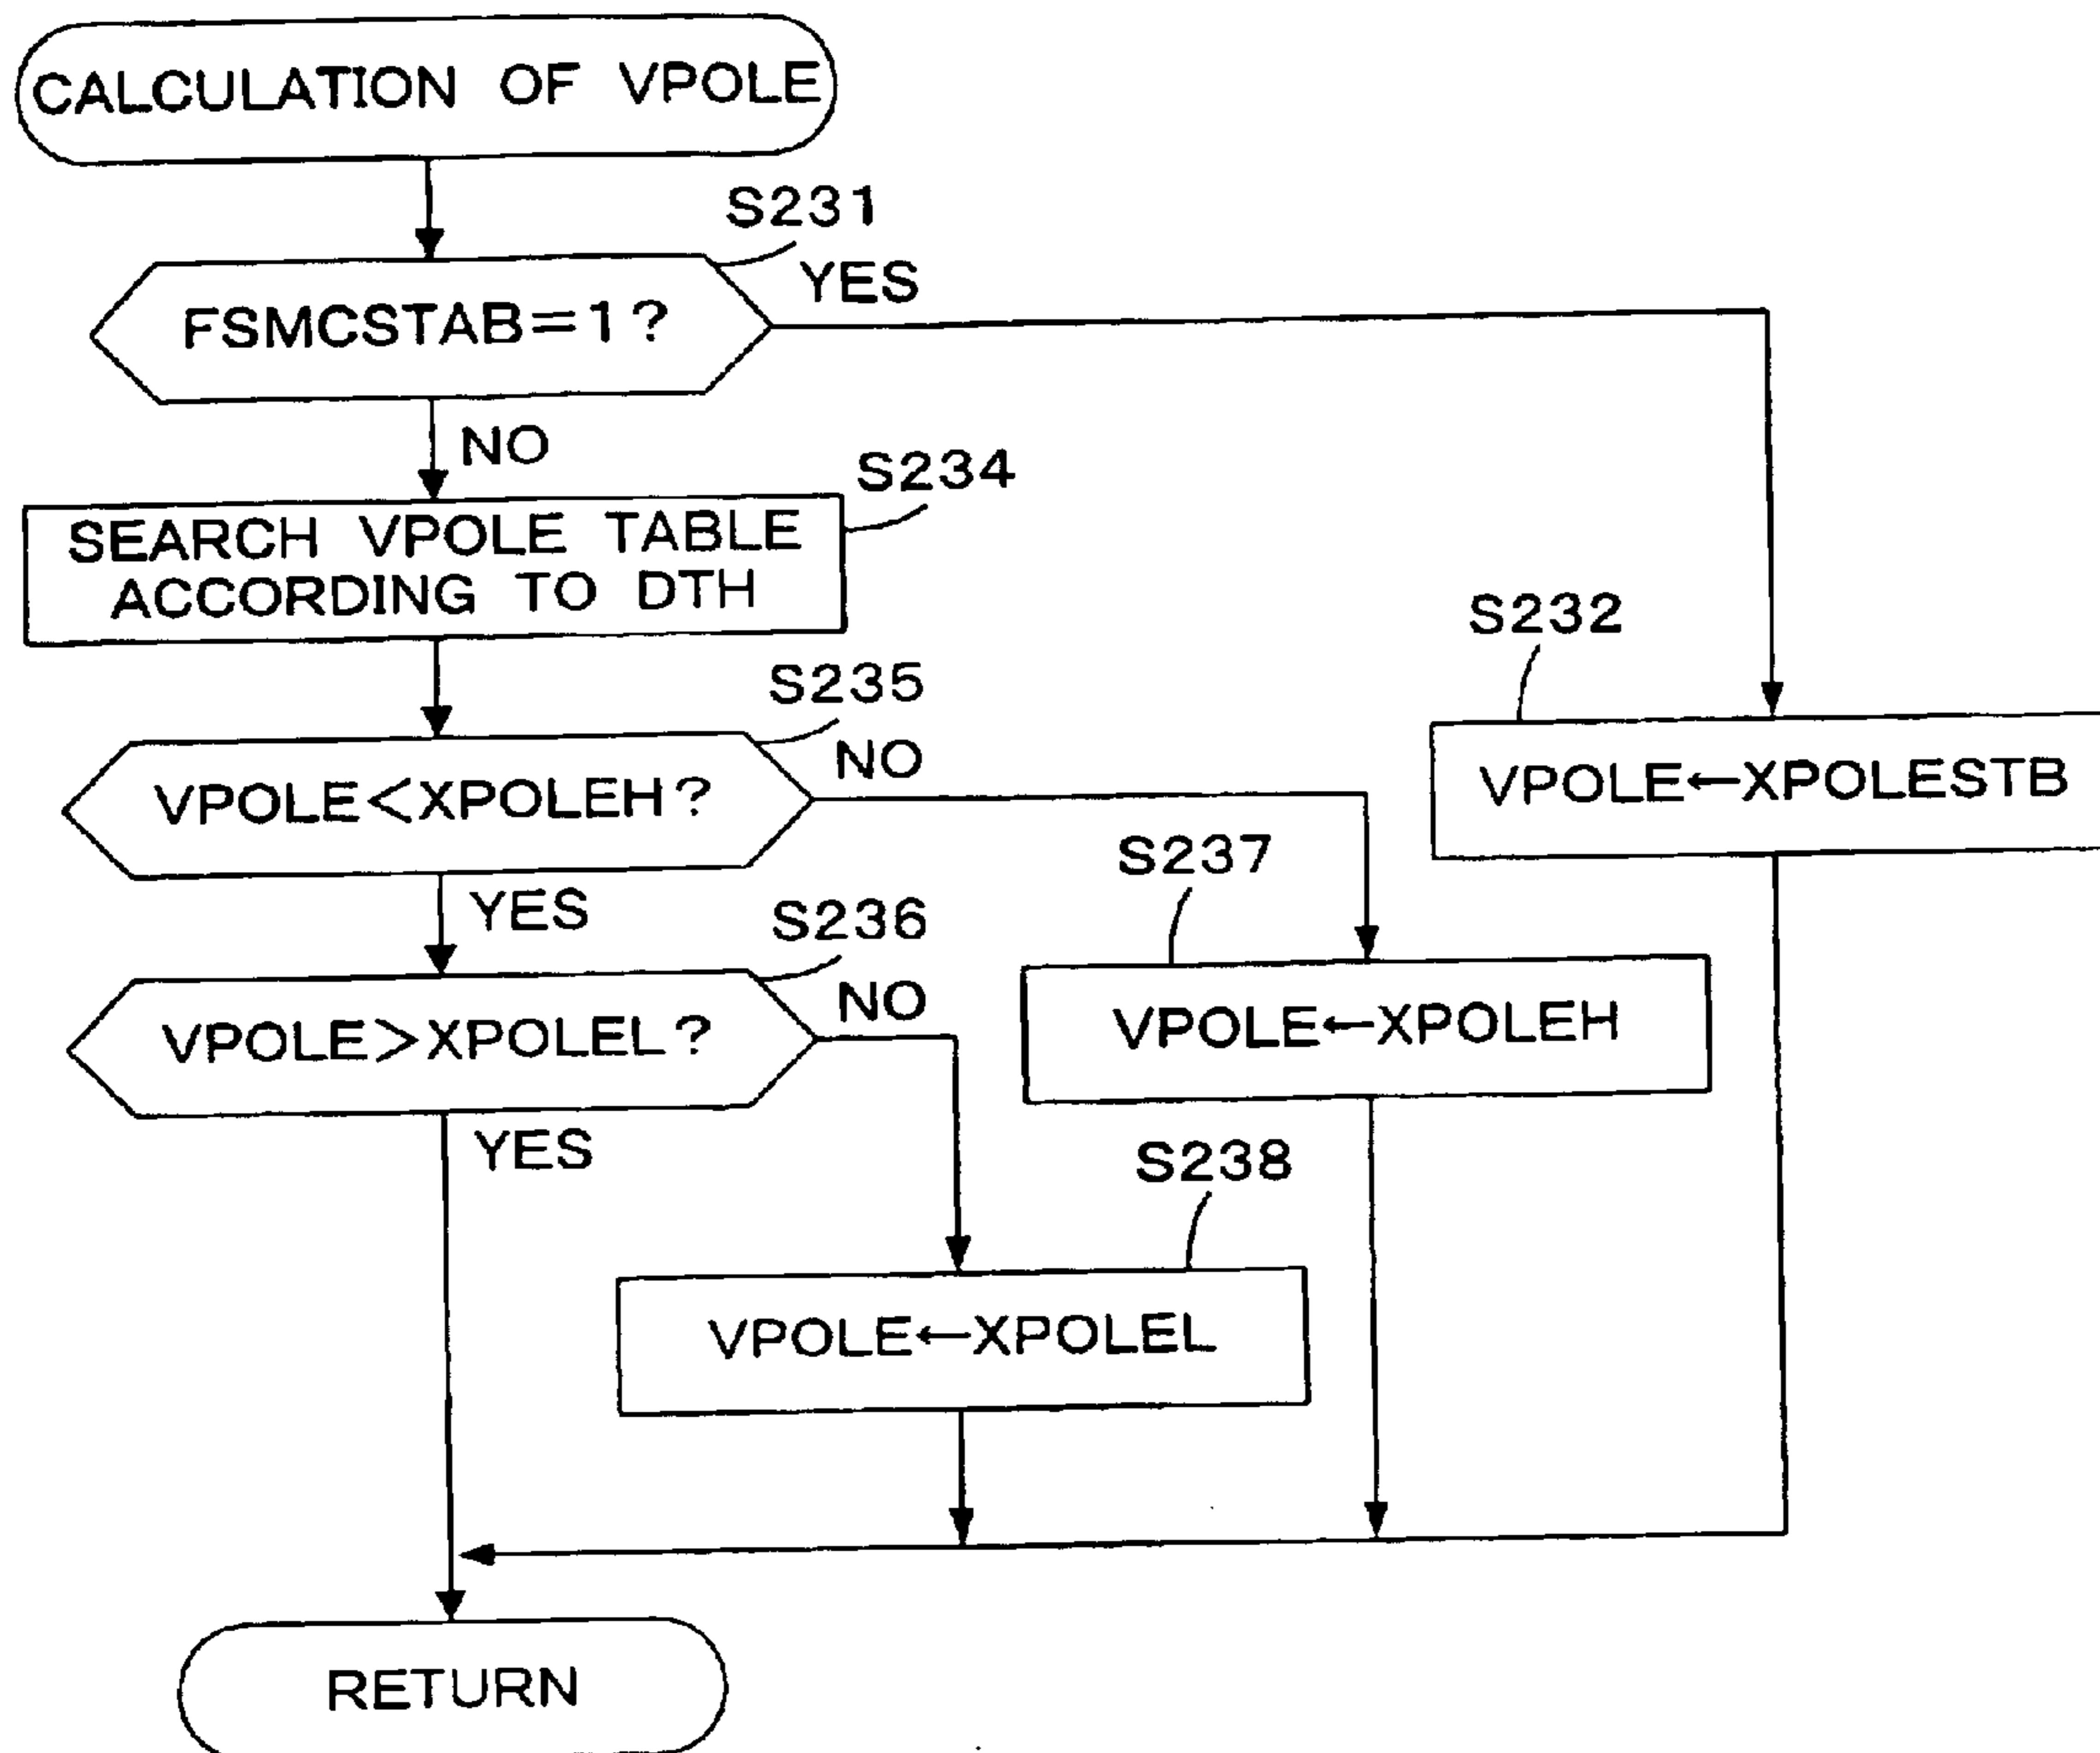 CALCULATION OF VPOLE
S231
FSMCSTAB=1?
YES
NO
S234
SEARCH VPOLE TABLE
ACCORDING TO DTH
S232
VPOLE←XPOLESTB
S235
VPOLE<XPOLEH?
NO
YES
S237
VPOLE←XPOLEH
S236
VPOLE>XPOLEL?
NO
YES
S238
VPOLE←XPOLEL
RETURN